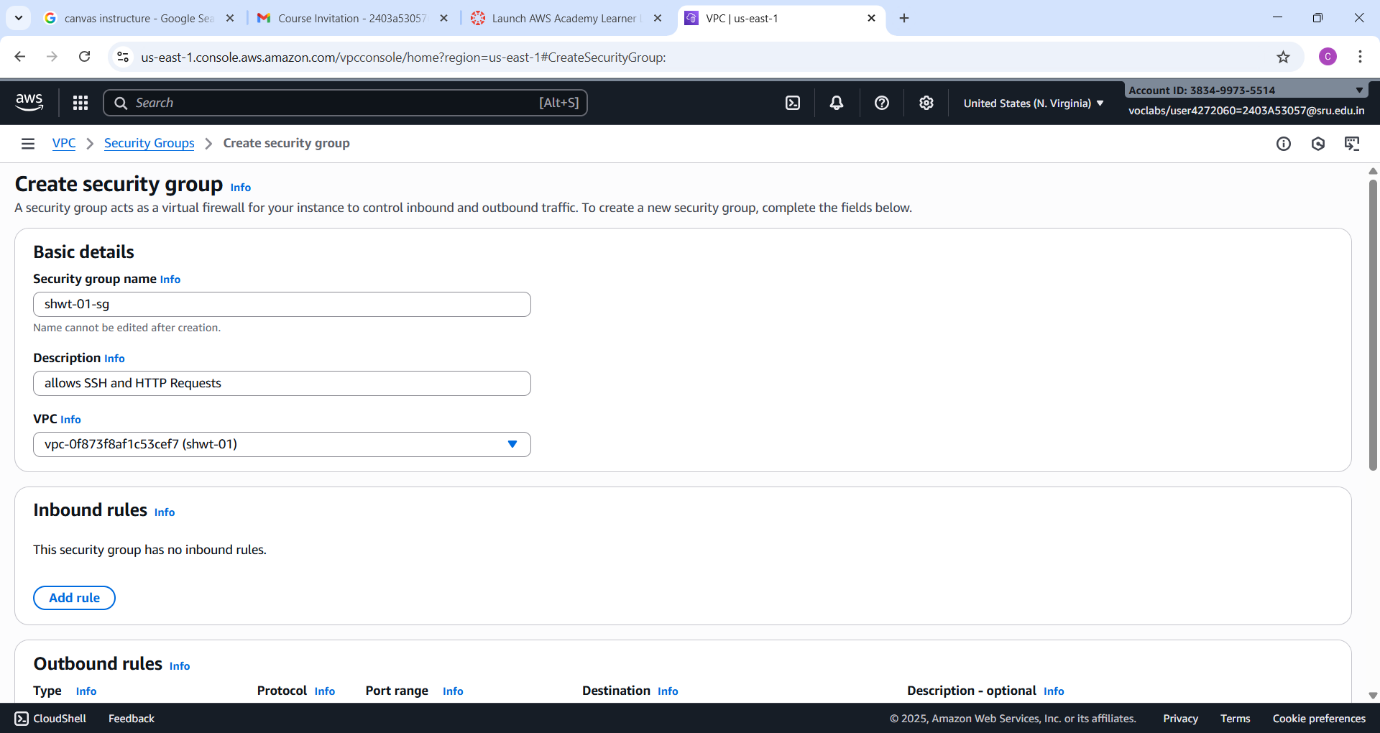 canvas instructure - Google Sea
Course Invitation - 2403a53057
Launch AWS Academy Learner
VPC | us-east-1
us-east-1.console.aws.amazon.com/vpcconsole/home?region=us-east-1#CreateSecurityGroup:
C
aws
Search
[Alt+S]
United States (N. Virginia)
Account ID: 3834-9973-5514
voclabs/user4272060=2403A53057@sru.edu.in
VPC > Security Groups > Create security group
Create security group Info
A security group acts as a virtual firewall for your instance to control inbound and outbound traffic. To create a new security group, complete the fields below.
Basic details
Security group name Info
shwt-01-sg
Name cannot be edited after creation.
Description Info
allows SSH and HTTP Requests
VPC Info
vpc-0f873f8af1c53cef7 (shwt-01)
Inbound rules Info
This security group has no inbound rules.
Add rule
Outbound rules Info
Type Info Protocol Info Port range Info Destination Info Description - optional Info
CloudShell Feedback © 2025, Amazon Web Services, Inc. or its affiliates. Privacy Terms Cookie preferences